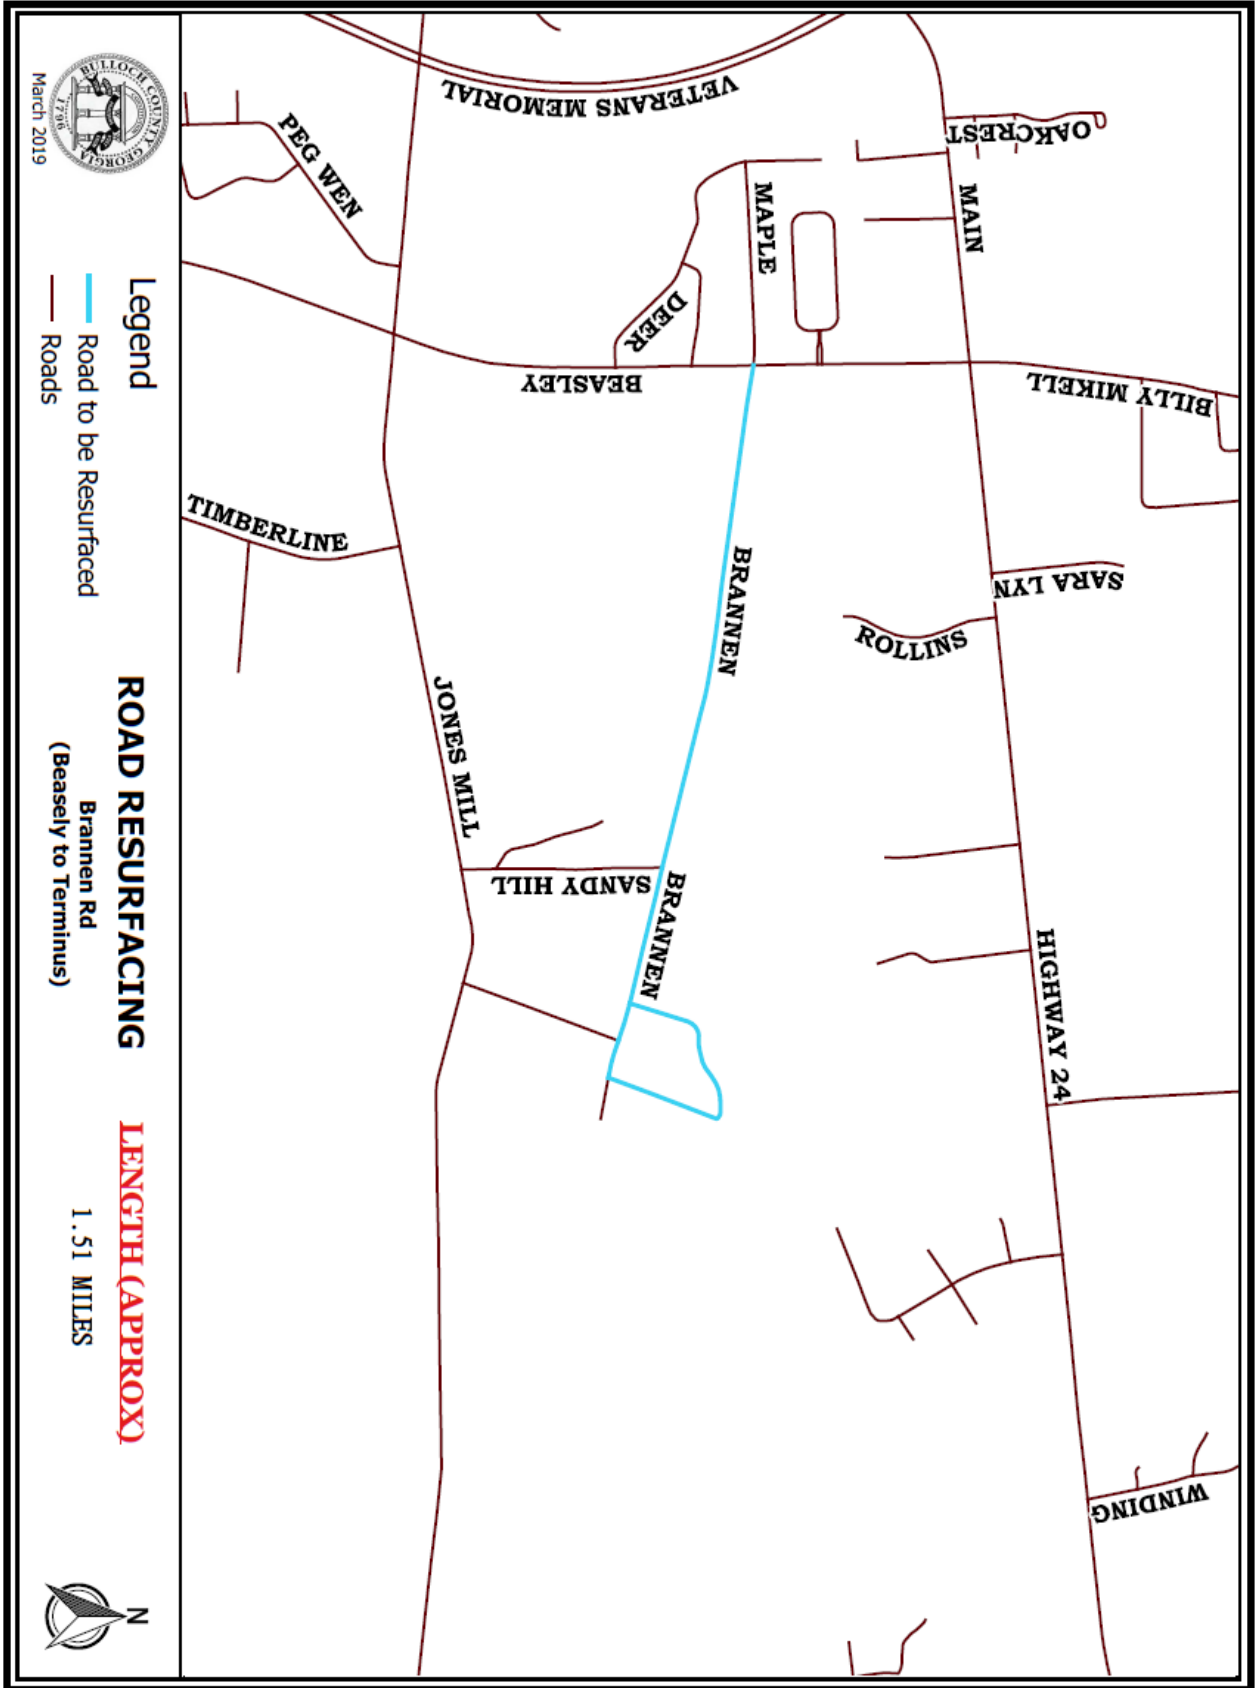 VETERANS MEMORIAL
OAKCREST
PEG WEN
MAPLE
MAIN
DEER
BEASLEY
BILLY MIKELL
TIMBERLINE
BRANNEN
SARA LYN
ROLLINS
JONES MILL
SANDY HILL
BRANNEN
HIGHWAY 24
WINDING
BULLOCH COUNTY GEORGIA
1796
March 2019
Legend
Road to be Resurfaced
Roads
ROAD RESURFACING
Brannen Rd
(Beasely to Terminus)
LENGTH (APPROX)
1.51 MILES
N